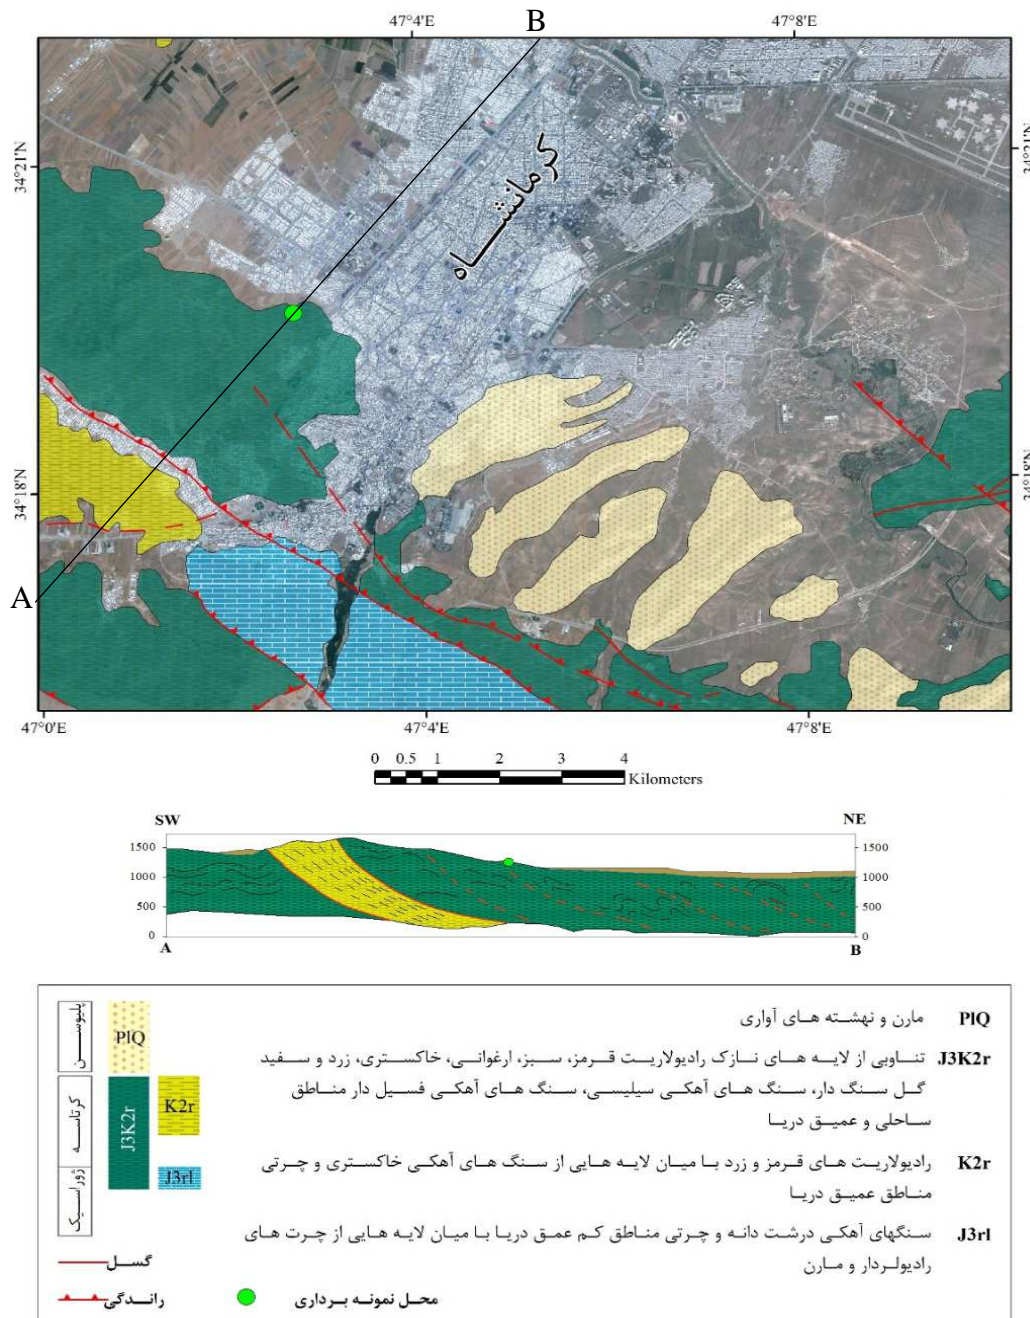 47°4'E
47°8'E
B
34°21'N
34°21'N
کرمانشاه
34°18'N
34°18'N
A
47°0'E
47°4'E
47°8'E
0 0.5 1 2 3 4
Kilometers
SW
NE
1500
1500
1000
1000
500
500
0
0
A
B
پلیوسن
PlQ
کرتاسه
J3K2r
K2r
ژوراسیک
J3rl
PlQ مارن و نهشته های آواری
J3K2r تناوبی از لایه های نازک رادیولاریت قرمز، سبز، ارغوانی، خاکستری، زرد و سفید
گل سنگ دار، سنگ های آهکی سیلیسی، سنگ های آهکی فسیل دار مناطق
ساحلی و عمیق دریا
K2r رادیولاریت های قرمز و زرد با میان لایه هایی از سنگ های آهکی خاکستری و چرتی
مناطق عمیق دریا
J3rl سنگهای آهکی درشت دانه و چرتی مناطق کم عمق دریا با میان لایه هایی از چرت های
رادیولردار و مارن
گسل
راندگی
محل نمونه برداری